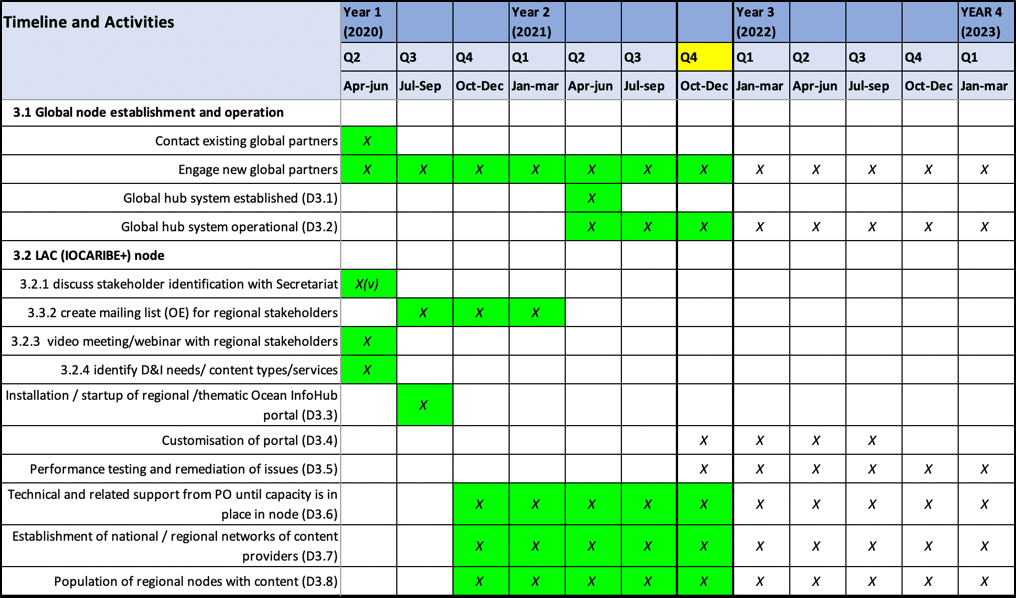 Timeline and Activities
Year 1 Year 2 Year 3 YEAR 4
(2020) (2021) (2022) (2023)
Q2 Q3 Q4 Q1 Q2 Q3 Q4 Q1 Q2 Q3 Q4 Q1
Apr-jun Jul-Sep Oct-Dec Jan-mar Apr-jun Jul-sep Oct-Dec Jan-mar Apr-jun Jul-sep Oct-Dec Jan-mar
3.1 Global node establishment and operation
Contact existing global partners X
Engage new global partners X X X X X X X X X X X X
Global hub system established (D3.1) X
Global hub system operational (D3.2) X X X X X X X X
3.2 LAC (IOCARIBE+) node
3.2.1 discuss stakeholder identification with Secretariat X(v)
3.3.2 create mailing list (OE) for regional stakeholders X X X
3.2.3 video meeting/webinar with regional stakeholders X
3.2.4 identify D&I needs/ content types/services X
Installation / startup of regional /thematic Ocean InfoHub
portal (D3.3) X
Customisation of portal (D3.4) X X X X
Performance testing and remediation of issues (D3.5) X X X X X X
Technical and related support from PO until capacity is in
place in node (D3.6) X X X X X X X X X X
Establishment of national / regional networks of content
providers (D3.7) X X X X X X X X X X
Population of regional nodes with content (D3.8) X X X X X X X X X X